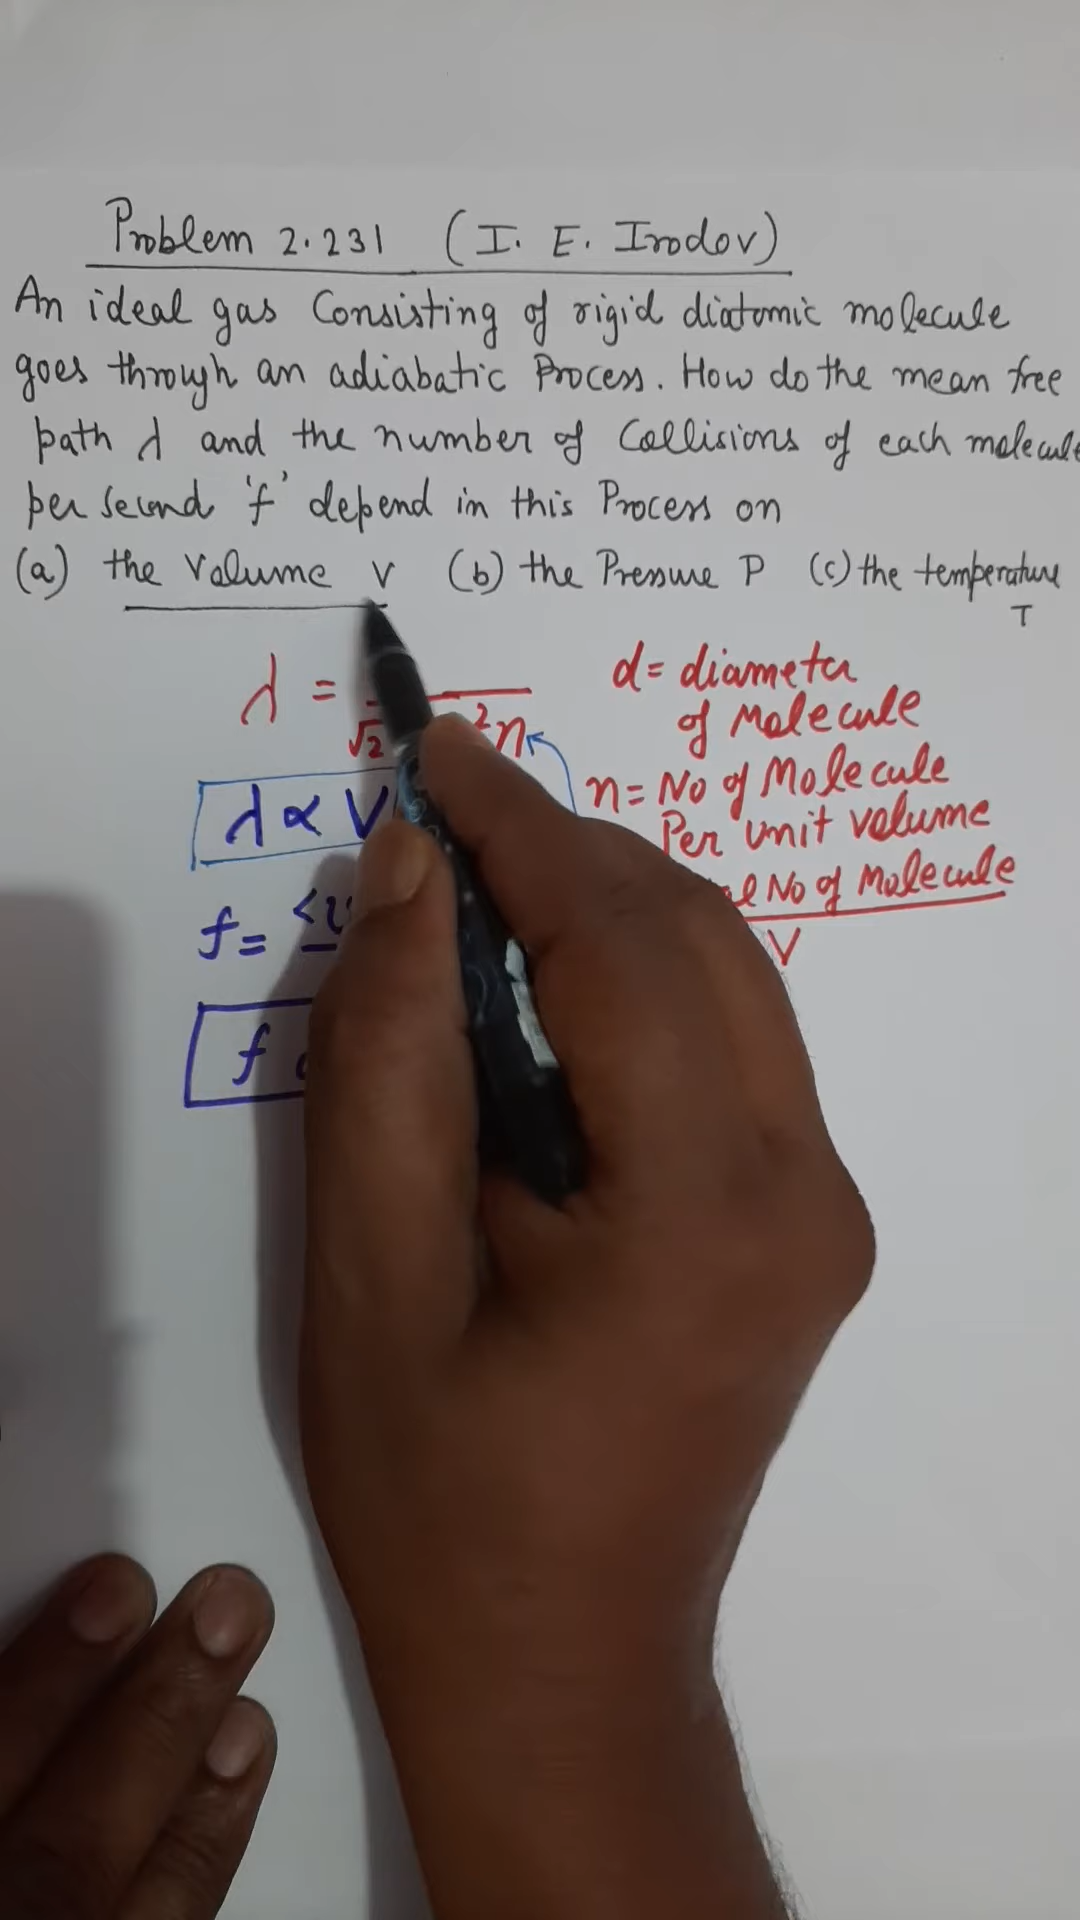 Problem 2.231 (I. E. Irodov)
An ideal gas Consisting of rigid diatomic molecule
goes through an adiabatic Process. How do the mean free
path λ and the number of Collisions of each molecule
per second 'f' depend in this Process on
(a) the Volume V (b) the Pressure P (c) the temperature
T
λ =
√2 ²n
λ ∝ V
f = <v
f
d = diameter
of Molecule
n = No of Molecule
Per unit volume
No of Molecule
V